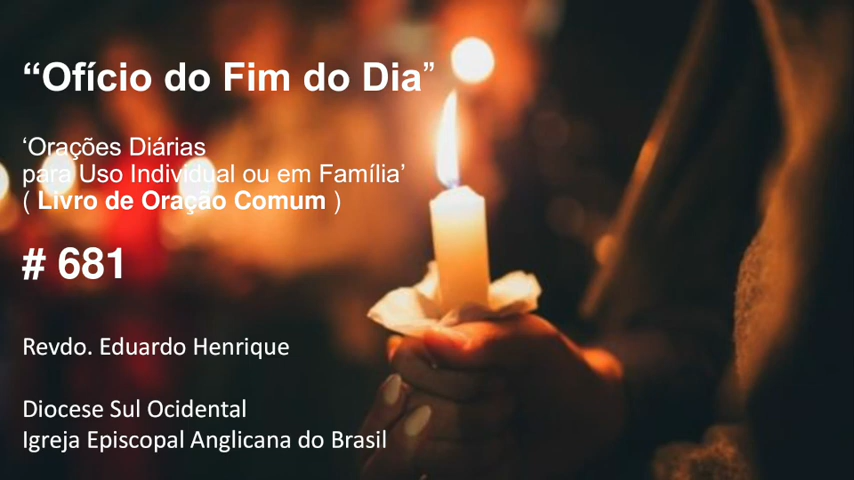 “Ofício do Fim do Dia”
‘Orações Diárias
para Uso Individual ou em Família’
( Livro de Oração Comum )
# 681
Revdo. Eduardo Henrique
Diocese Sul Ocidental
Igreja Episcopal Anglicana do Brasil